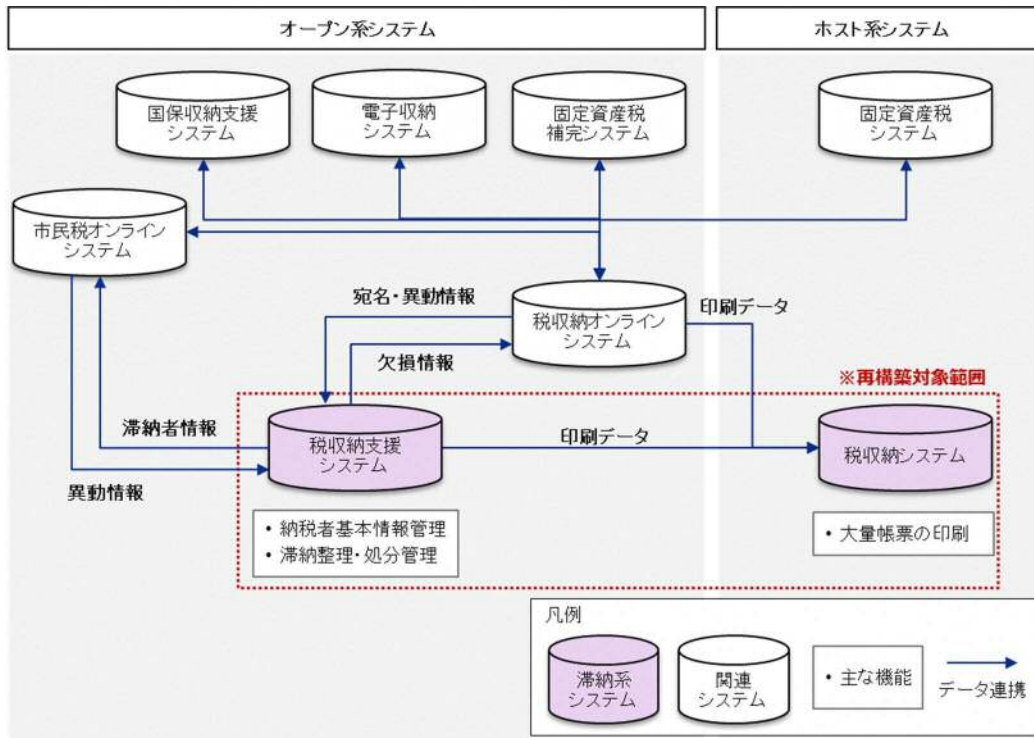 オープン系システム
ホスト系システム
国保収納支援
システム
電子収納
システム
固定資産税
補完システム
固定資産税
システム
市民税オンライン
システム
宛名・異動情報
税収納オンライン
システム
印刷データ
欠損情報
※再構築対象範囲
滞納者情報
税収納支援
システム
印刷データ
税収納システム
異動情報
• 納税者基本情報管理
• 滞納整理・処分管理
• 大量帳票の印刷
凡例
滞納系
システム
関連
システム
• 主な機能
データ連携